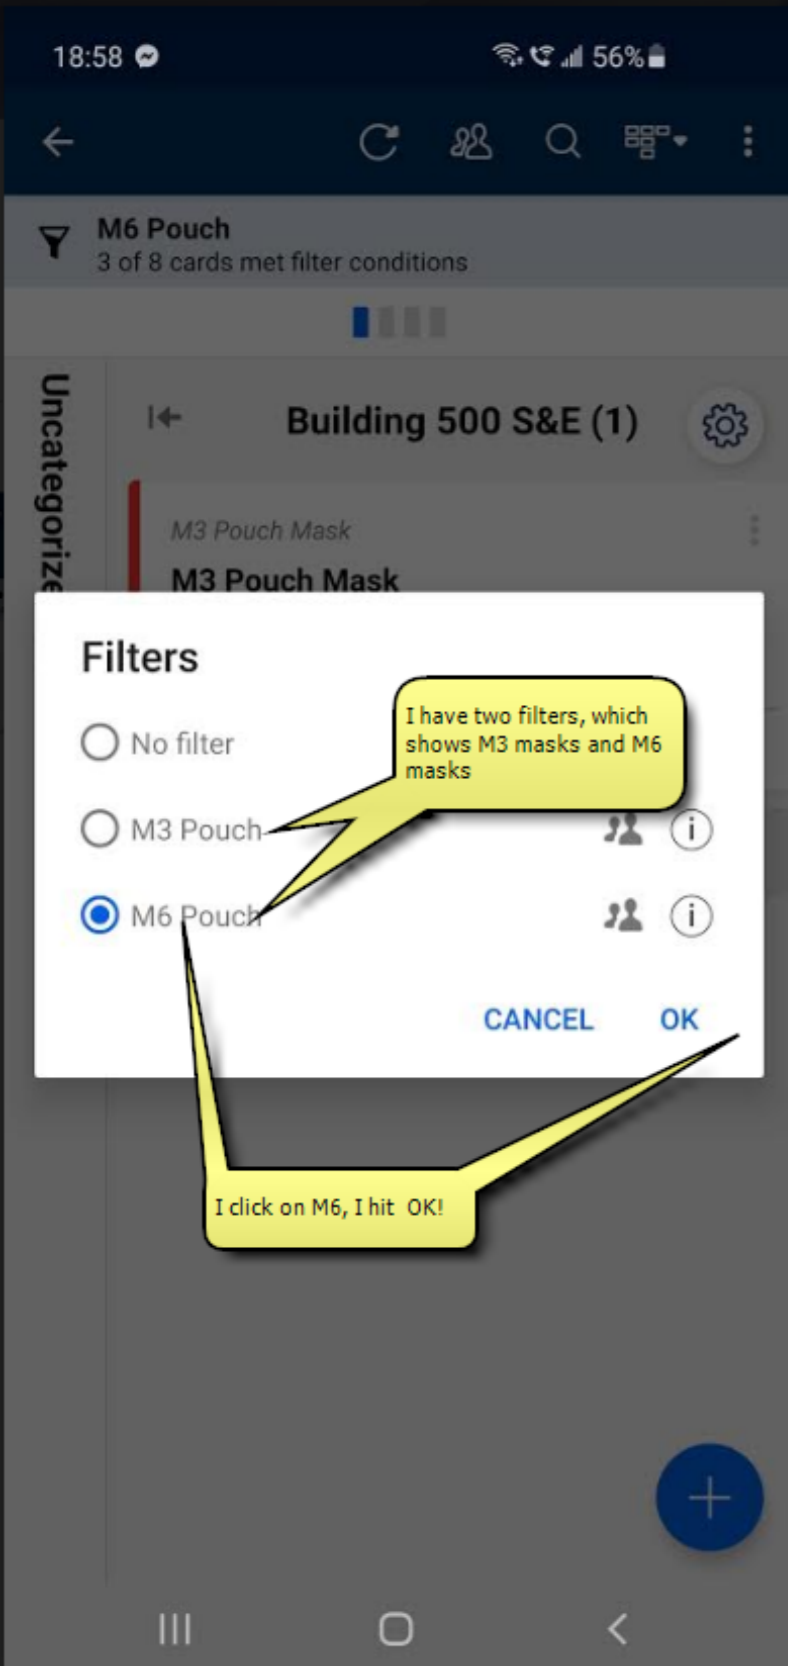 18:58
56%
M6 Pouch
3 of 8 cards met filter conditions
Uncategorize
Building 500 S&E (1)
M3 Pouch Mask
M3 Pouch Mask
Filters
No filter
I have two filters, which
shows M3 masks and M6
masks
M3 Pouch
M6 Pouch
CANCEL OK
I click on M6, I hit OK!